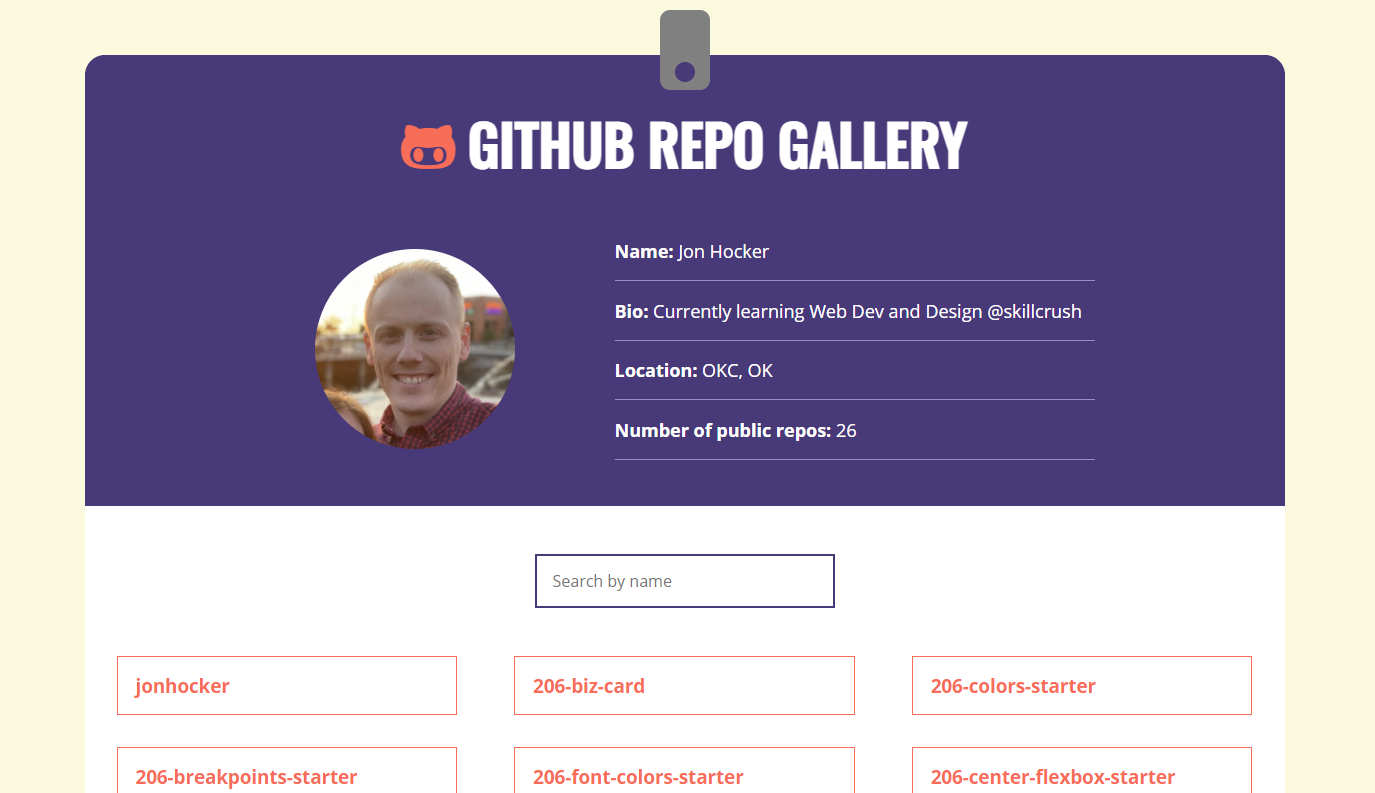 GITHUB REPO GALLERY
Name: Jon Hocker
Bio: Currently learning Web Dev and Design @skillcrush
Location: OKC, OK
Number of public repos: 26
Search by name
jonhocker
206-biz-card
206-colors-starter
206-breakpoints-starter
206-font-colors-starter
206-center-flexbox-starter